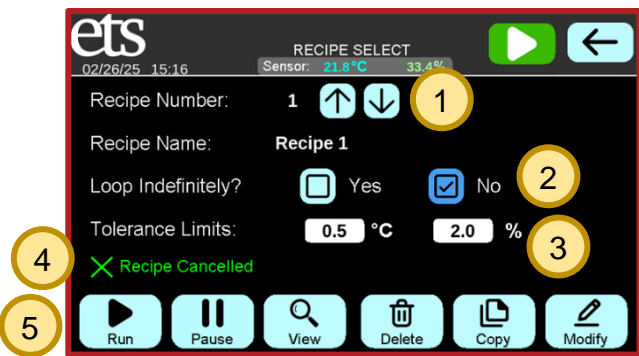 ets
RECIPE SELECT
02/26/25 15:16
Sensor: 21.8°C 33.4%
Recipe Number: 1
1
Recipe Name: Recipe 1
Loop Indefinitely? Yes No
2
Tolerance Limits: 0.5 °C 2.0 %
3
4
Recipe Cancelled
5
Run Pause View Delete Copy Modify